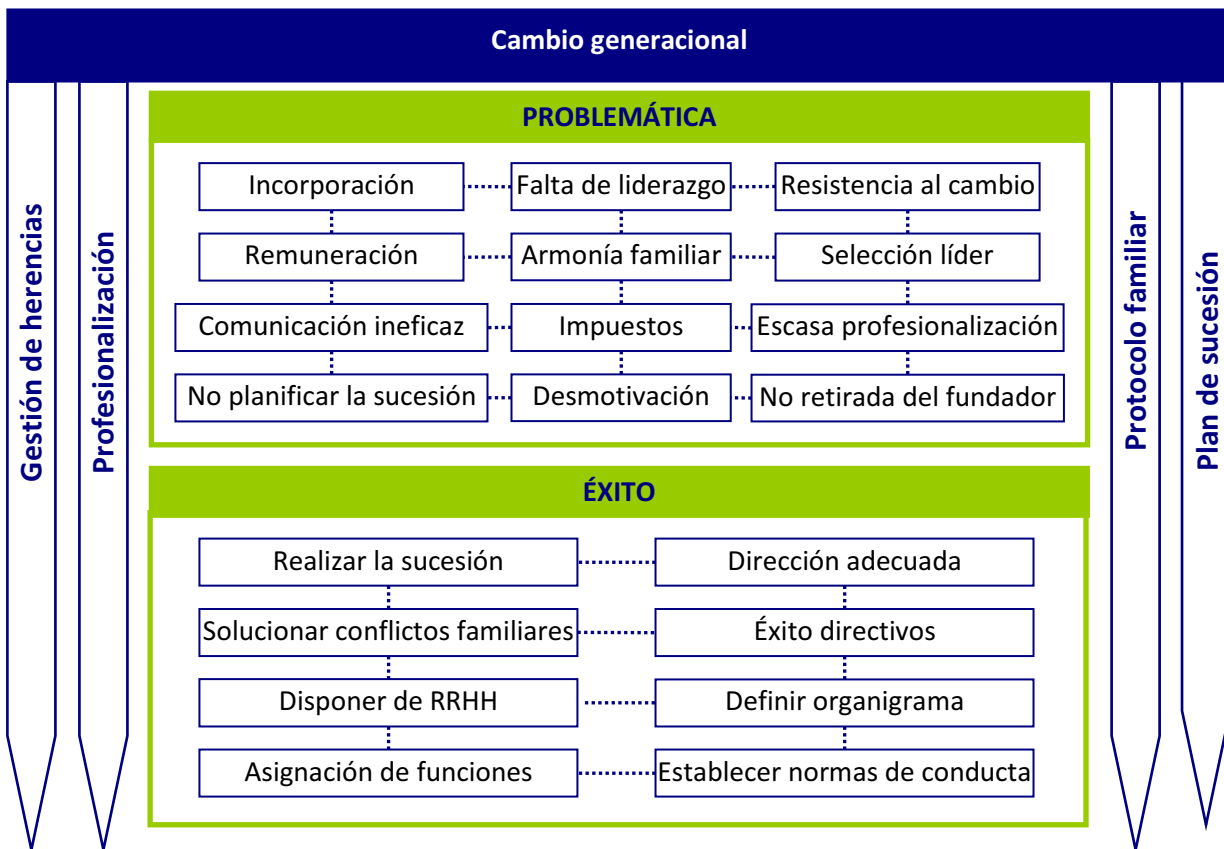 Cambio generacional
Gestión de herencias
Profesionalización
PROBLEMÁTICA
Incorporación
Falta de liderazgo
Resistencia al cambio
Remuneración
Armonía familiar
Selección líder
Comunicación ineficaz
Impuestos
Escasa profesionalización
No planificar la sucesión
Desmotivación
No retirada del fundador
ÉXITO
Realizar la sucesión
Dirección adecuada
Solucionar conflictos familiares
Éxito directivos
Disponer de RRHH
Definir organigrama
Asignación de funciones
Establecer normas de conducta
Protocolo familiar
Plan de sucesión